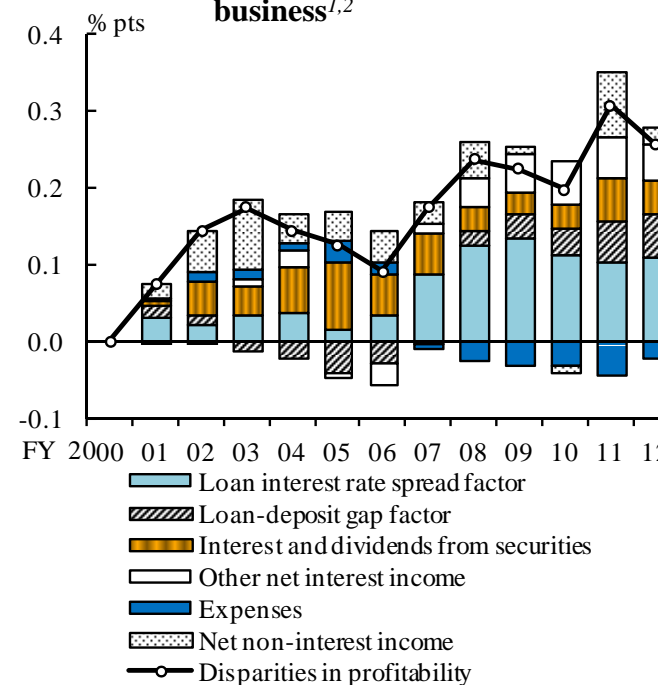 business1,2
% pts
0.4
0.3
0.2
0.1
0.0
-0.1
FY 2000 01 02 03 04 05 06 07 08 09 10 11
Loan interest rate spread factor
Loan-deposit gap factor
Interest and dividends from securities
Other net interest income
Expenses
Net non-interest income
Disparities in profitability